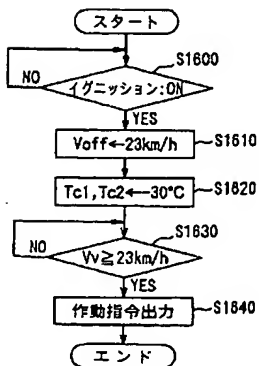 スタート
S1600
NO
イグニッション:ON
YES
Voff←23km/h
S1610
Tc1,Tc2←-30°C
S1620
S1630
NO
Vv≧23km/h
YES
作動指令出力
S1640
エンド